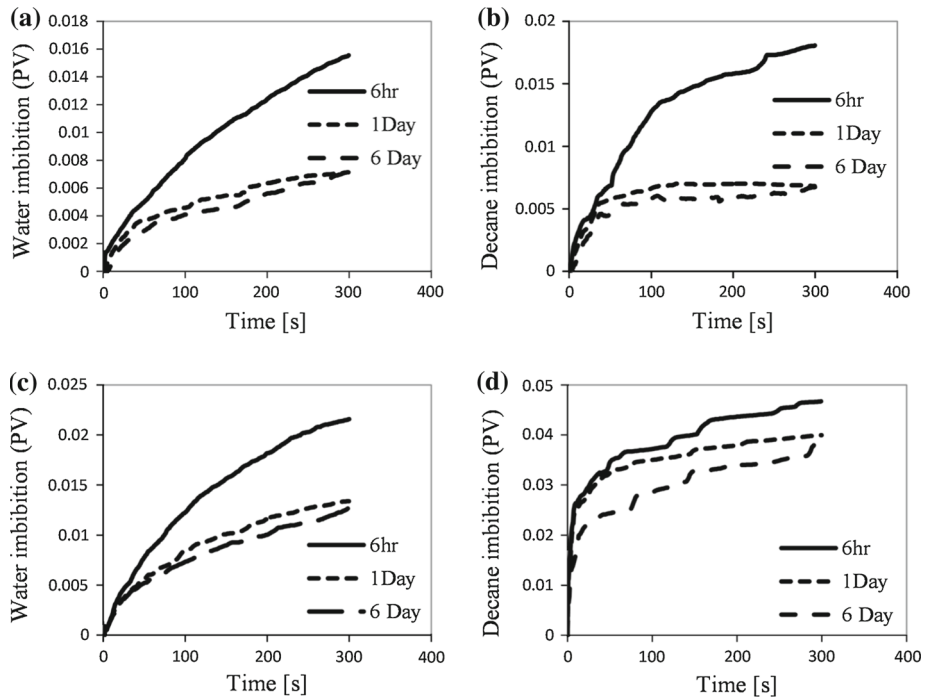 (a)
Water imbibition (PV)
0.018
0.016
0.014
0.012
0.01
0.008
0.006
0.004
0.002
0
0 100 200 300 400
Time [s]
6hr
1Day
6 Day
(b)
Decane imbibition (PV)
0.02
0.015
0.01
0.005
0
0 100 200 300 400
Time [s]
6hr
1Day
6 Day
(c)
Water imbibition (PV)
0.025
0.02
0.015
0.01
0.005
0
0 100 200 300 400
Time [s]
6hr
1Day
6 Day
(d)
Decane imbibition (PV)
0.05
0.04
0.03
0.02
0.01
0
0 100 200 300 400
Time [s]
6hr
1Day
6 Day